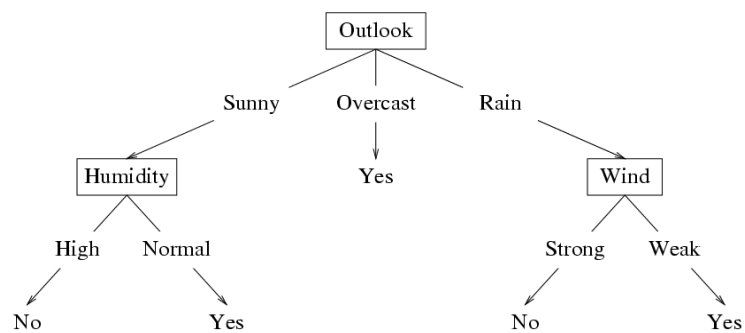 Outlook
Sunny Overcast Rain
Humidity Yes Wind
High Normal Strong Weak
No Yes No Yes